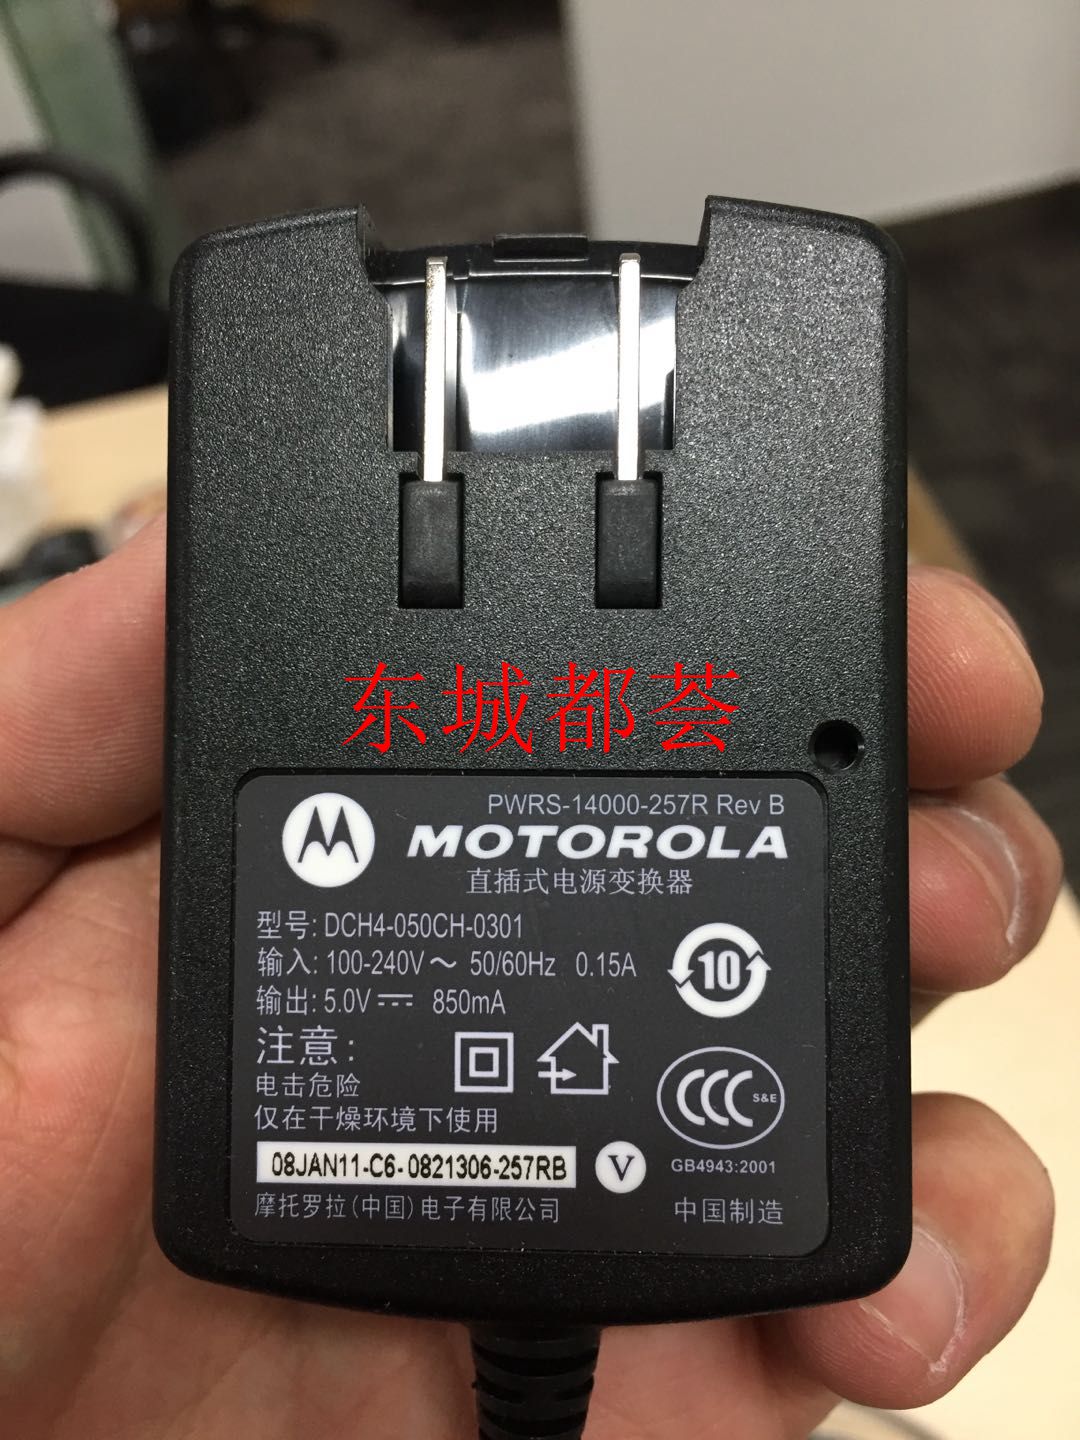 东城都荟
PWRS-14000-257R Rev B
MOTOROLA
直插式电源变换器
型号: DCH4-050CH-0301
输入: 100-240V～ 50/60Hz 0.15A
输出: 5.0V⎓ 850mA
10
注意:
电击危险
仅在干燥环境下使用
CCC S&E
GB4943:2001
08JAN11-C6-0821306-257RB
V
摩托罗拉(中国)电子有限公司
中国制造